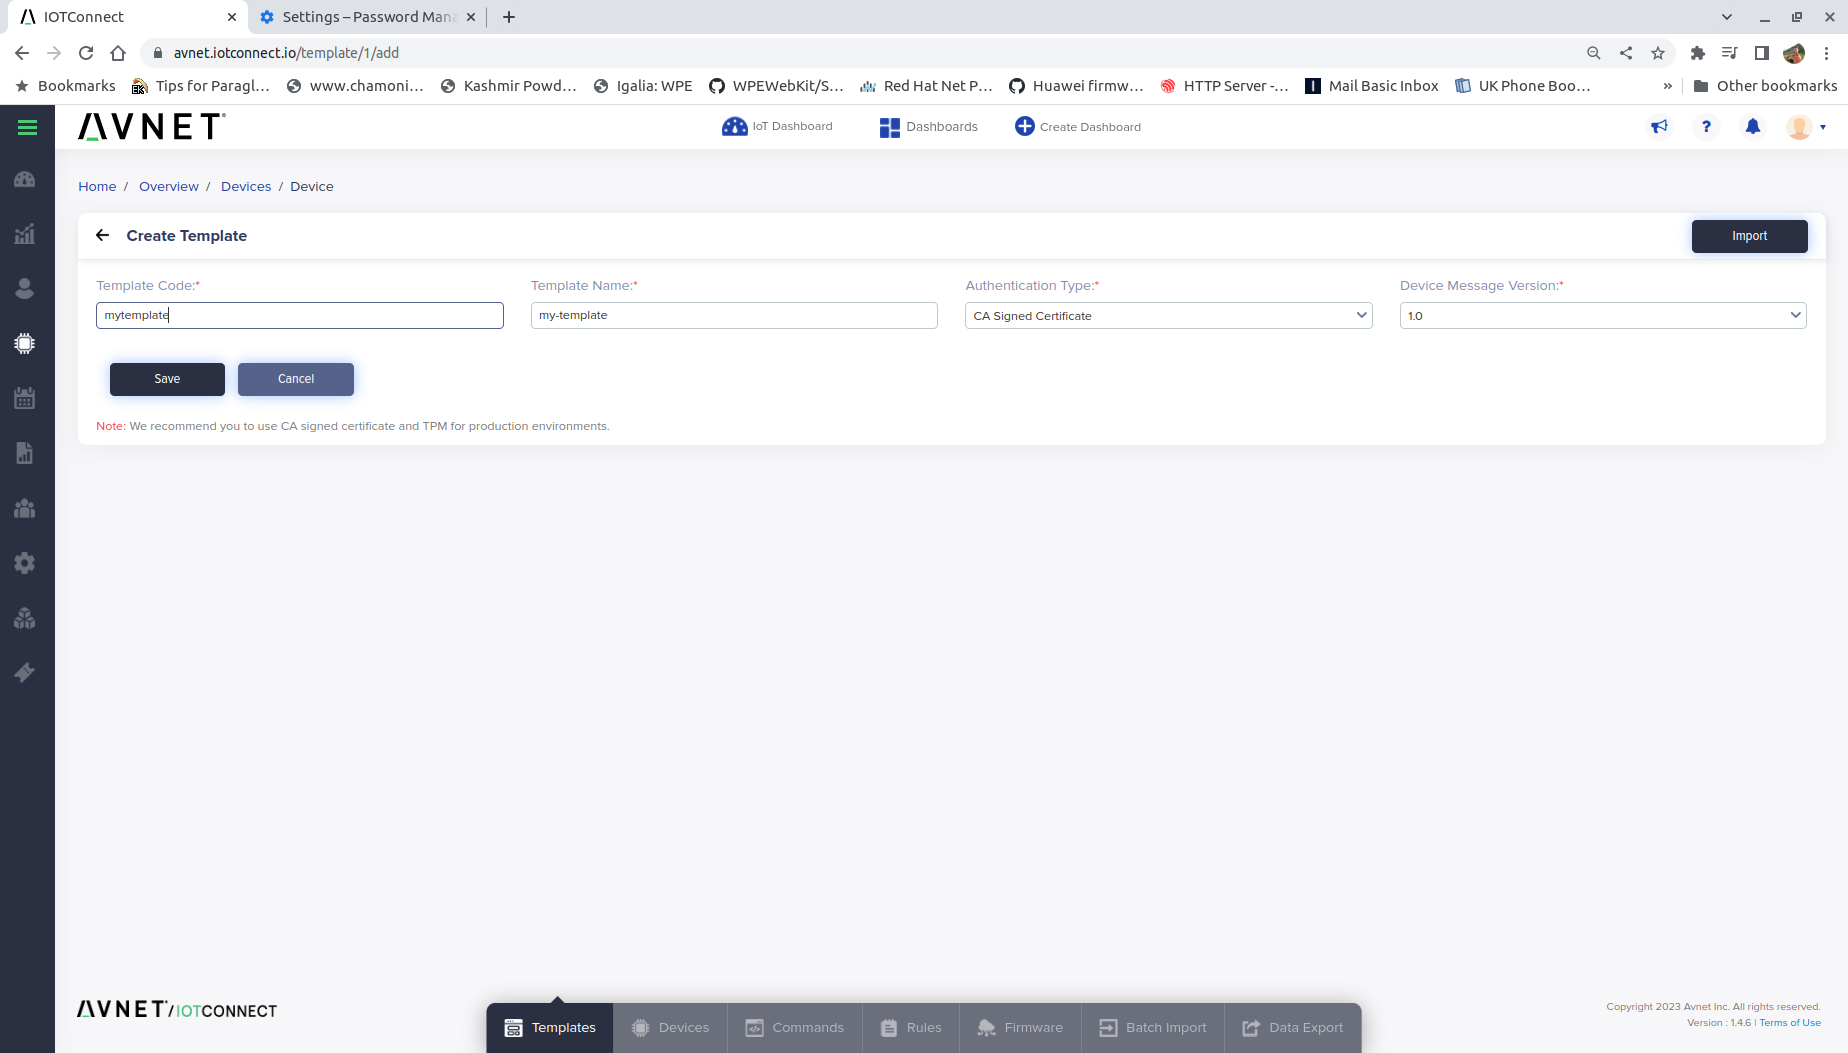 IOTConnect
Settings – Password Mana
avnet.iotconnect.io/template/1/add
Bookmarks
Tips for Paragl...
www.chamoni...
Kashmir Powd...
Igalia: WPE
WPEWebKit/S...
Red Hat Net P...
Huawei firmw...
HTTP Server -...
Mail Basic Inbox
UK Phone Boo...
»
Other bookmarks
AVNET
IoT Dashboard
Dashboards
Create Dashboard
?
Home / Overview / Devices / Device
Create Template
Import
Template Code:*
Template Name:*
Authentication Type:*
Device Message Version:*
mytemplate
my-template
CA Signed Certificate
1.0
Save
Cancel
Note: We recommend you to use CA signed certificate and TPM for production environments.
AVNET / IOTCONNECT
Templates
Devices
Commands
Rules
Firmware
Batch Import
Data Export
Copyright 2023 Avnet Inc. All rights reserved.
Version : 1.4.6 | Terms of Use